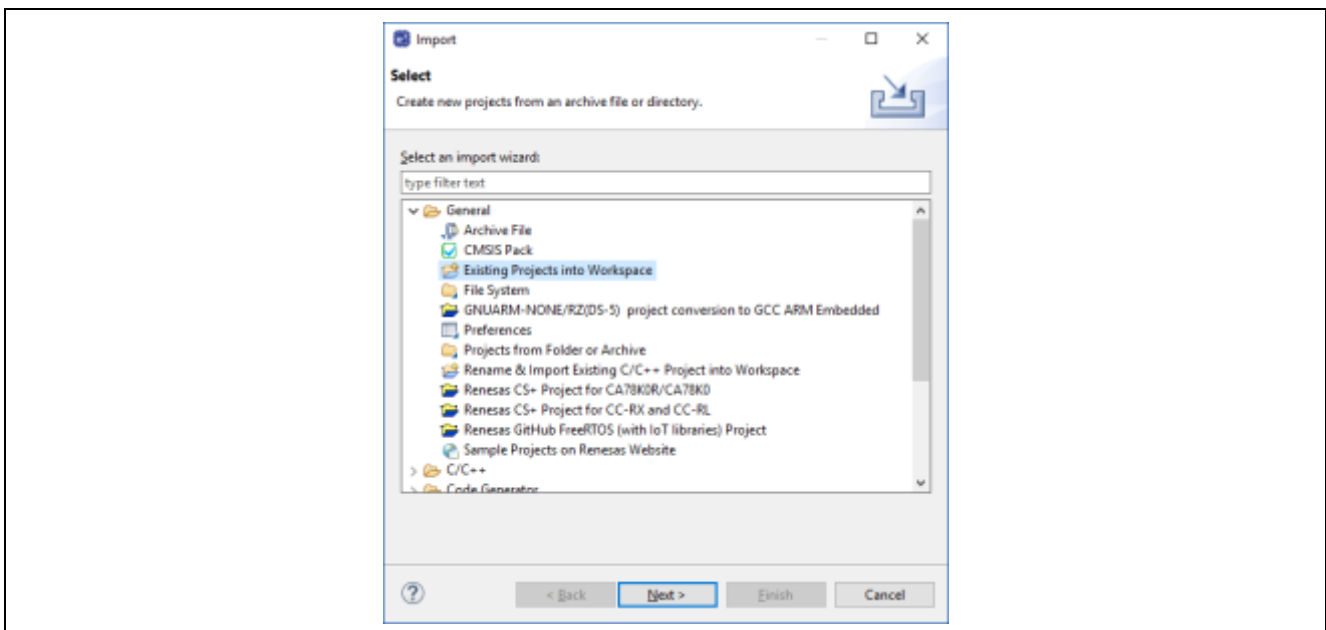 Import
Select
Create new projects from an archive file or directory.
Select an import wizard:
type filter text
General
Archive File
CMSIS Pack
Existing Projects into Workspace
File System
GNUARM-NONE/RZ(DS-5) project conversion to GCC ARM Embedded
Preferences
Projects from Folder or Archive
Rename & Import Existing C/C++ Project into Workspace
Renesas CS+ Project for CA78K0R/CA78K0
Renesas CS+ Project for CC-RX and CC-RL
Renesas GitHub FreeRTOS (with IoT libraries) Project
Sample Projects on Renesas Website
C/C++
Code Generator
? < Back Next > Finish Cancel